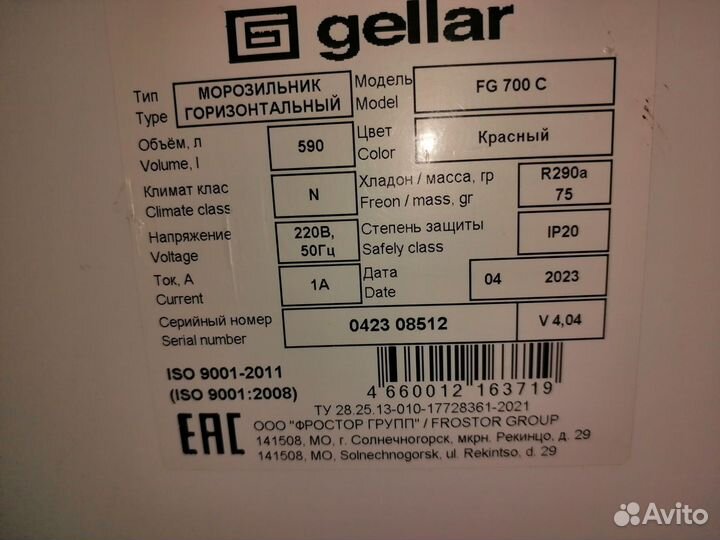 gellar
Тип
Type
МОРОЗИЛЬНИК
ГОРИЗОНТАЛЬНЫЙ
Модель
Model
FG 700 C
Объём, л
Volume, l
590
Цвет
Color
Красный
Климат клас
Climate class
N
Хладон / масса, гр
Freon / mass, gr
R290a
75
Напряжение
Voltage
220В,
50Гц
Степень защиты
Safely class
IP20
Ток, А
Current
1А
Дата
Date
04 2023
Серийный номер
Serial number
0423 08512
V 4,04
ISO 9001-2011
(ISO 9001:2008)
4 660012 163719
ТУ 28.25.13-010-17728361-2021
EAC
ООО "ФРОСТОР ГРУПП" / FROSTOR GROUP
141508, МО, г. Солнечногорск, мкрн. Рекинцо, д. 29
141508, MO, Solnechnogorsk, ul. Rekintso, d. 29
Avito